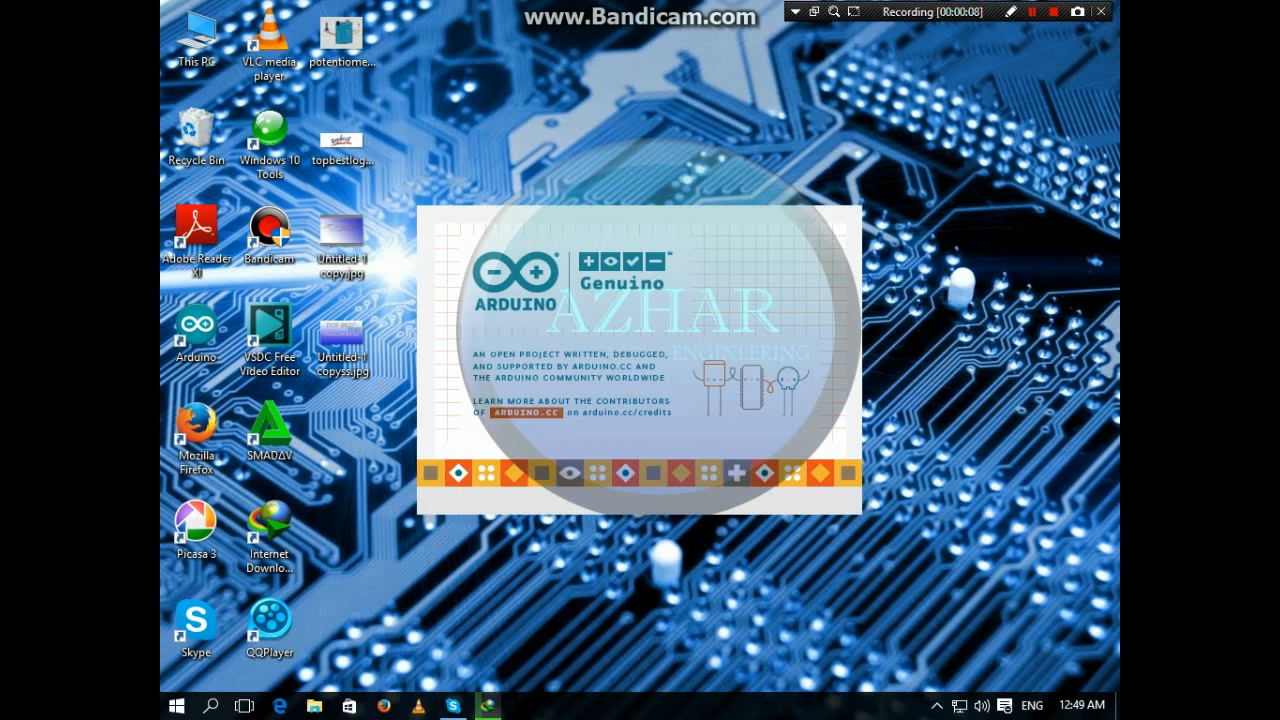 www.Bandicam.com
Recording [00:00:08]
This PC
VLC media
player
potentiome...
Recycle Bin
Windows 10
Tools
topbestlog...
Adobe Reader
XI
Bandicam
Untitled-1
copy.jpg
Arduino
VSDC Free
Video Editor
Untitled-1
copyss.jpg
Mozilla
Firefox
SMADΔV
Picasa 3
Internet
Downlo...
Skype
QQPlayer
ARDUINO
Genuino
AZHAR
ENGINEERING
AN OPEN PROJECT WRITTEN, DEBUGGED,
AND SUPPORTED BY ARDUINO.CC AND
THE ARDUINO COMMUNITY WORLDWIDE
LEARN MORE ABOUT THE CONTRIBUTORS
OF ARDUINO.CC on arduino.cc/credits
ENG
12:49 AM